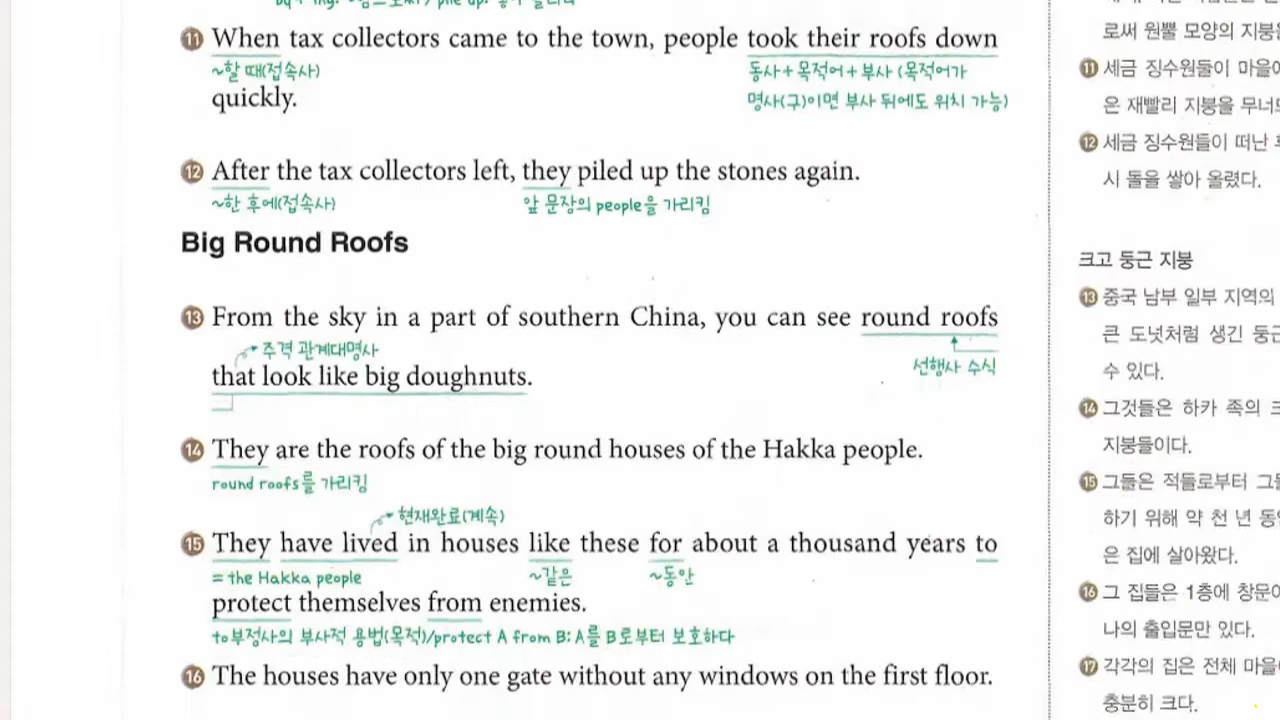 ⑪ When tax collectors came to the town, people took their roofs down
~할 때(접속사)
동사+목적어+부사 (목적어가
quickly.
명사(구)이면 부사 뒤에도 위치 가능)
⑫ After the tax collectors left, they piled up the stones again.
~한 후에(접속사)
앞 문장의 people을 가리킴
Big Round Roofs
⑬ From the sky in a part of southern China, you can see round roofs
주격 관계대명사
선행사 수식
that look like big doughnuts.
⑭ They are the roofs of the big round houses of the Hakka people.
round roofs를 가리킴
현재완료(계속)
⑮ They have lived in houses like these for about a thousand years to
= the Hakka people
~같은
~동안
protect themselves from enemies.
to부정사의 부사적 용법(목적)/protect A from B: A를 B로부터 보호하다
⑯ The houses have only one gate without any windows on the first floor.
로써 원뿔 모양의 지붕
⑪ 세금 징수원둘이 마을
은 재빨리 지붕을 무너
⑫ 세금 징수원들이 떠난
시 돌을 쌓아 올렸다.
크고 둥근 지붕
⑬ 중국 남부 일부 지역의
큰 도넛처럼 생긴 둥근
수 있다.
⑭ 그것들은 하카 족의
지붕들이다.
⑮ 그들은 적들로부터
하기 위해 약 천 년
은 집에 살아왔다.
⑯ 그 집들은 1층에 창문
나의 출입문만 있다.
⑰ 각각의 집은 전체 마을
충분히 크다.